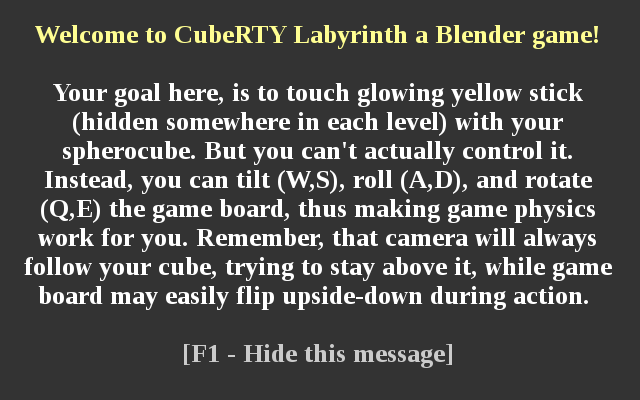 Welcome to CubeRTY Labyrinth a Blender game!
Your goal here, is to touch glowing yellow stick
(hidden somewhere in each level) with your
spherocube. But you can't actually control it.
Instead, you can tilt (W,S), roll (A,D), and rotate
(Q,E) the game board, thus making game physics
work for you. Remember, that camera will always
follow your cube, trying to stay above it, while game
board may easily flip upside-down during action.
[F1 - Hide this message]